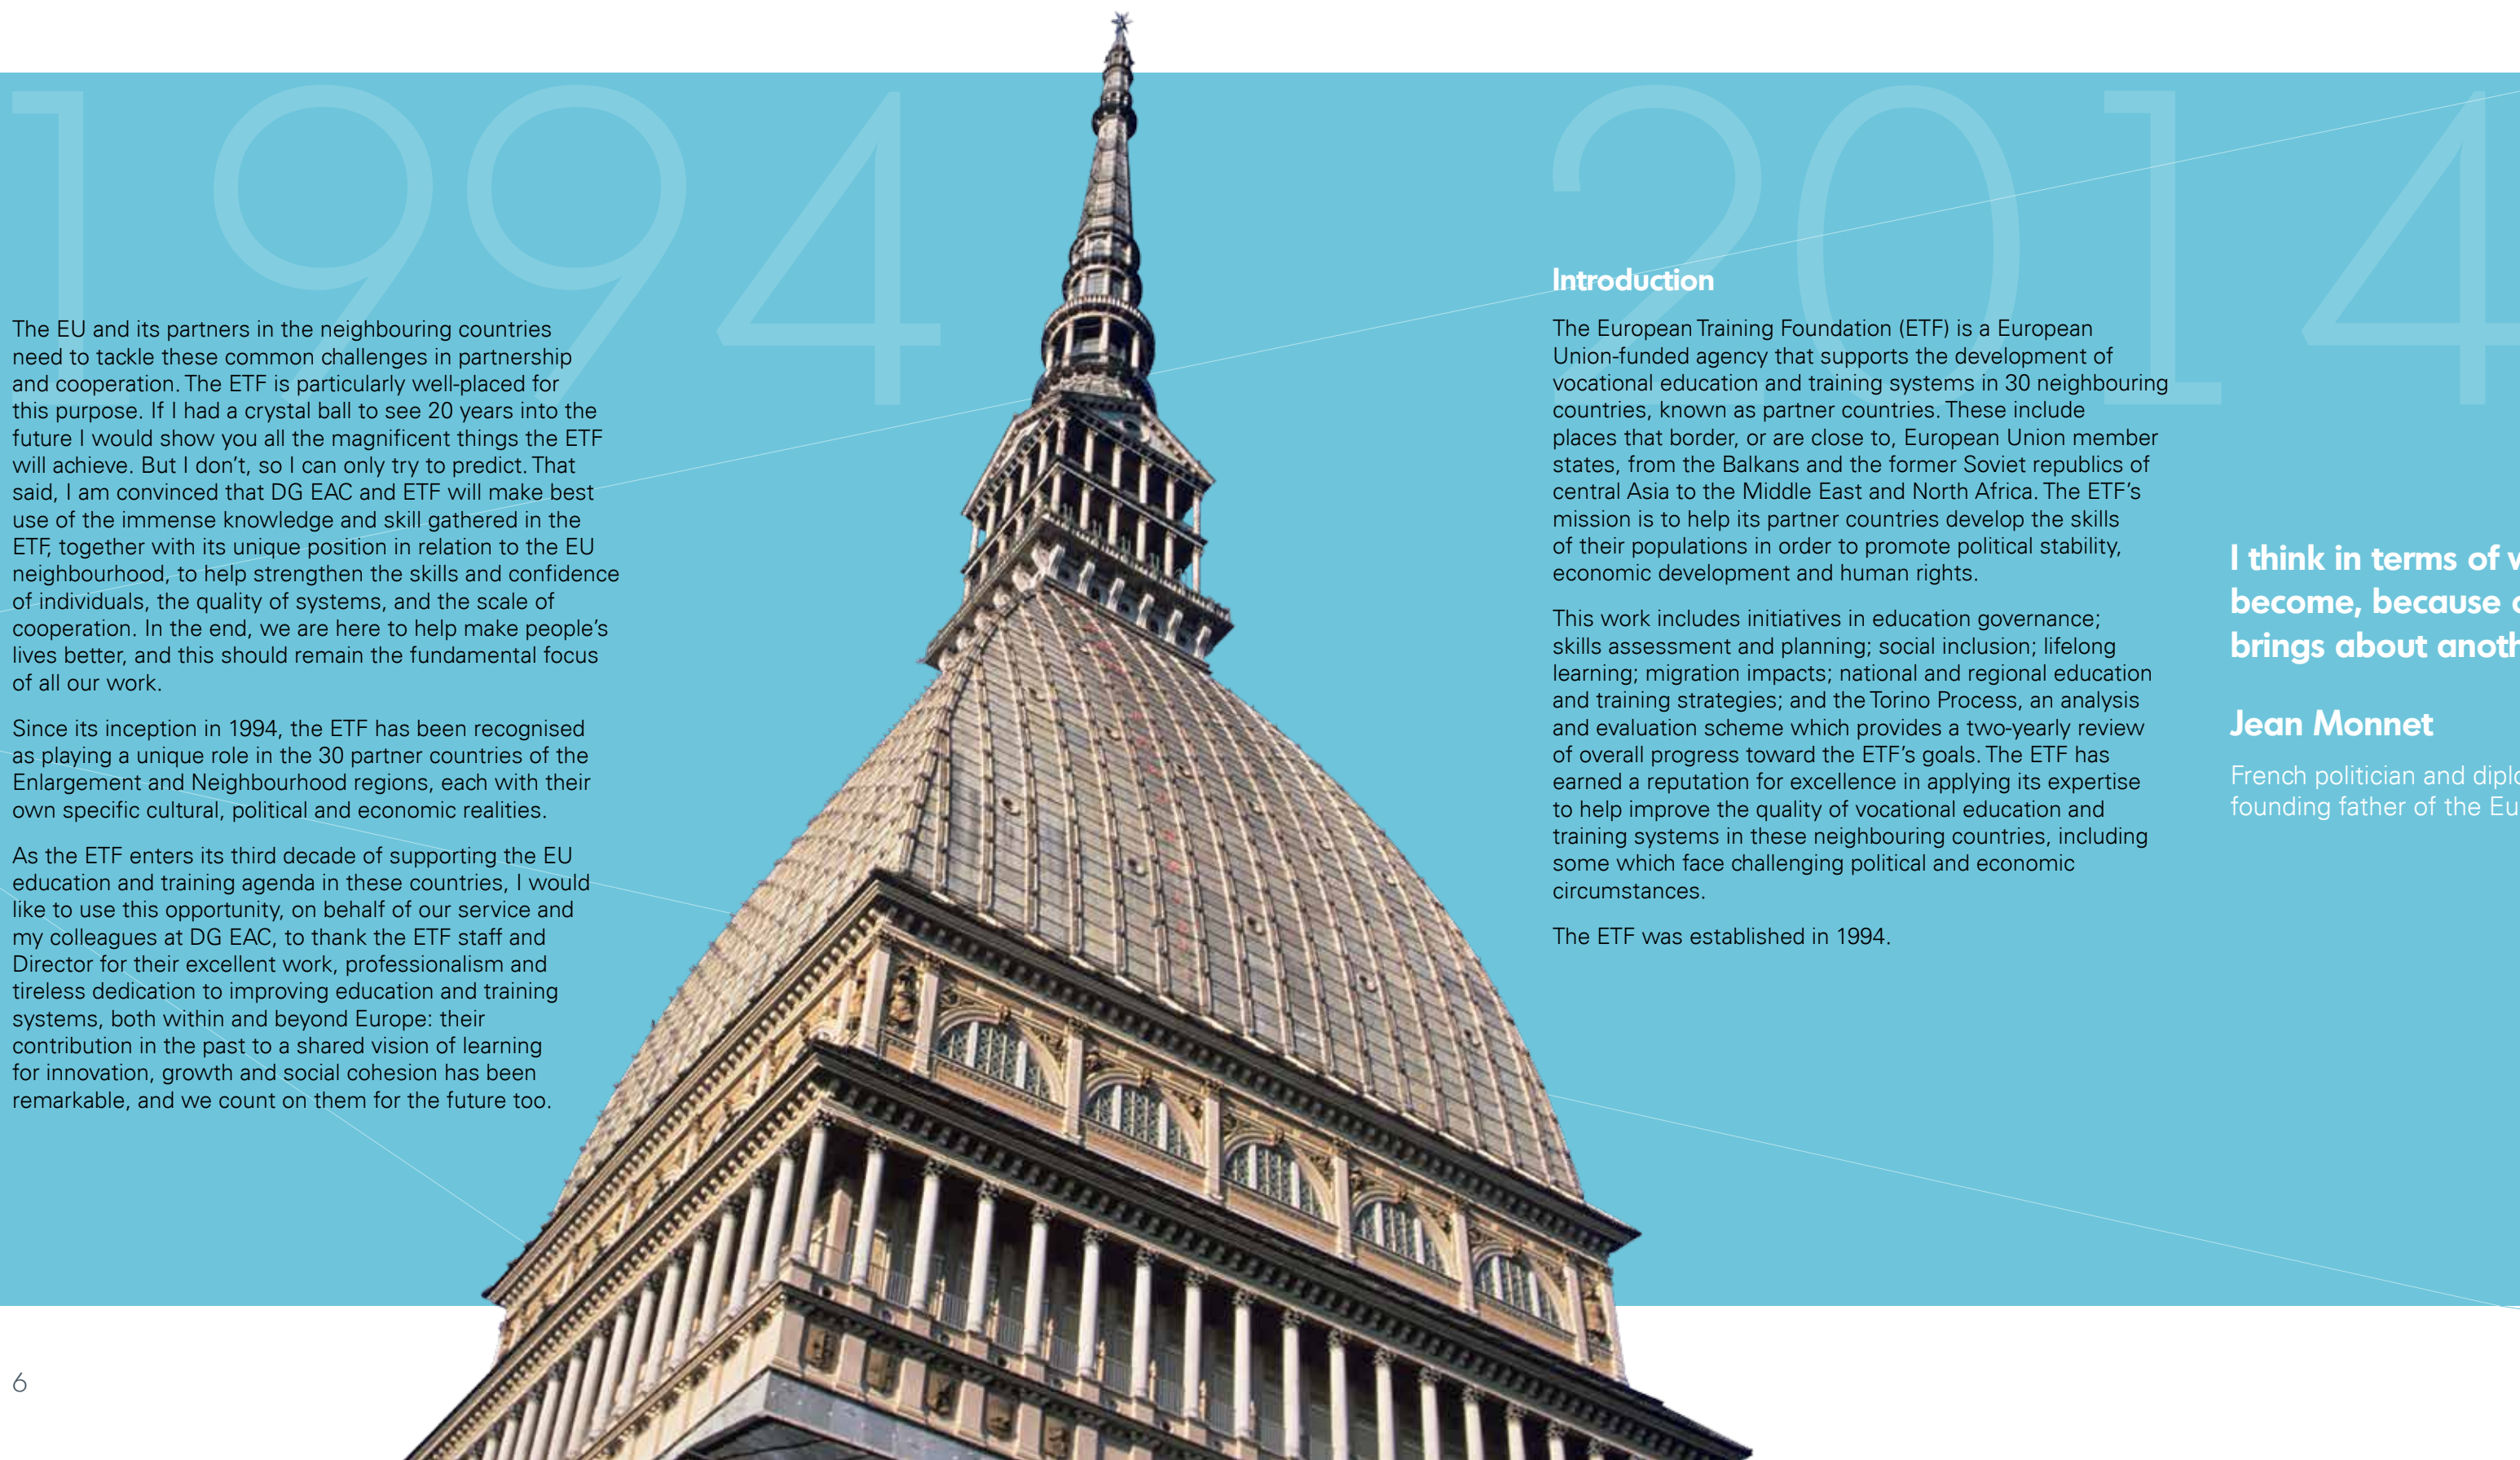 1994
The EU and its partners in the neighbouring countries
need to tackle these common challenges in partnership
and cooperation. The ETF is particularly well-placed for
this purpose. If I had a crystal ball to see 20 years into the
future I would show you all the magnificent things the ETF
will achieve. But I don’t, so I can only try to predict. That
said, I am convinced that DG EAC and ETF will make best
use of the immense knowledge and skill gathered in the
ETF, together with its unique position in relation to the EU
neighbourhood, to help strengthen the skills and confidence
of individuals, the quality of systems, and the scale of
cooperation. In the end, we are here to help make people’s
lives better, and this should remain the fundamental focus
of all our work.
Since its inception in 1994, the ETF has been recognised
as playing a unique role in the 30 partner countries of the
Enlargement and Neighbourhood regions, each with their
own specific cultural, political and economic realities.
As the ETF enters its third decade of supporting the EU
education and training agenda in these countries, I would
like to use this opportunity, on behalf of our service and
my colleagues at DG EAC, to thank the ETF staff and
Director for their excellent work, professionalism and
tireless dedication to improving education and training
systems, both within and beyond Europe: their
contribution in the past to a shared vision of learning
for innovation, growth and social cohesion has been
remarkable, and we count on them for the future too.
6
2014
Introduction
The European Training Foundation (ETF) is a European
Union-funded agency that supports the development of
vocational education and training systems in 30 neighbouring
countries, known as partner countries. These include
places that border, or are close to, European Union member
states, from the Balkans and the former Soviet republics of
central Asia to the Middle East and North Africa. The ETF’s
mission is to help its partner countries develop the skills
of their populations in order to promote political stability,
economic development and human rights.
This work includes initiatives in education governance;
skills assessment and planning; social inclusion; lifelong
learning; migration impacts; national and regional education
and training strategies; and the Torino Process, an analysis
and evaluation scheme which provides a two-yearly review
of overall progress toward the ETF’s goals. The ETF has
earned a reputation for excellence in applying its expertise
to help improve the quality of vocational education and
training systems in these neighbouring countries, including
some which face challenging political and economic
circumstances.
The ETF was established in 1994.
I think in terms of
become, because
brings about
Jean Monnet
French politician and
founding father of the